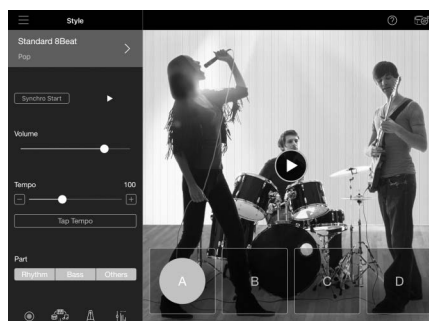 Style
Standard 8Beat
Pop
Synchro Start
Volume
Tempo 100
Tap Tempo
Part
Rhythm Bass Others
A B C D